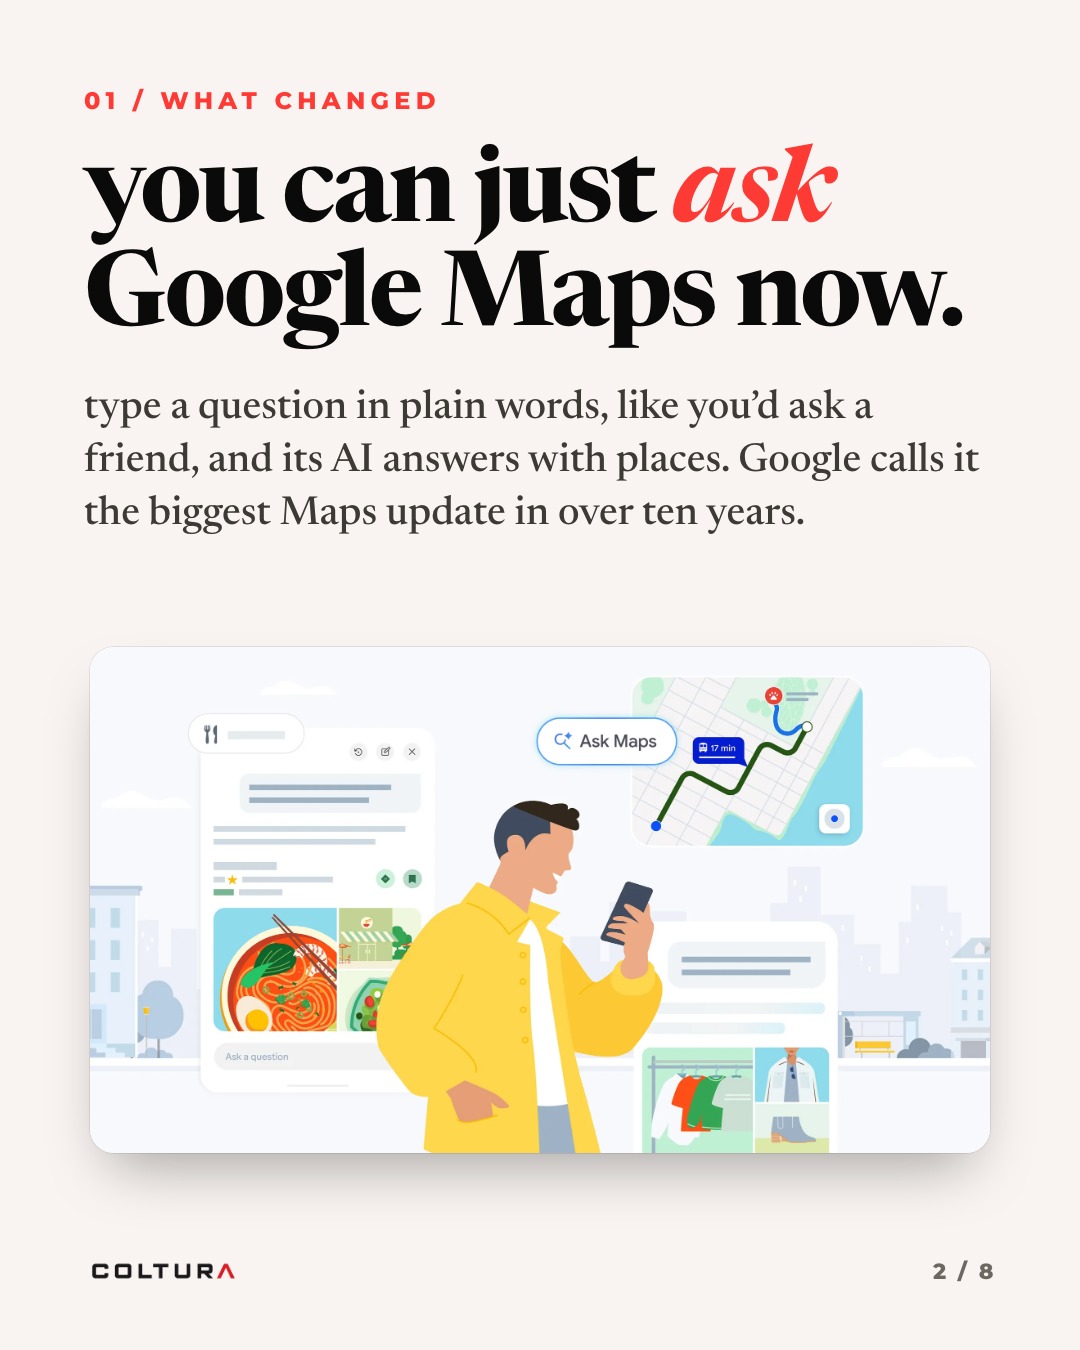 01 / WHAT CHANGED
you can just ask
Google Maps now.
type a question in plain words, like you’d ask a
friend, and its AI answers with places. Google calls it
the biggest Maps update in over ten years.
Ask Maps
17 min
Ask a question
COLTURA
2 / 8